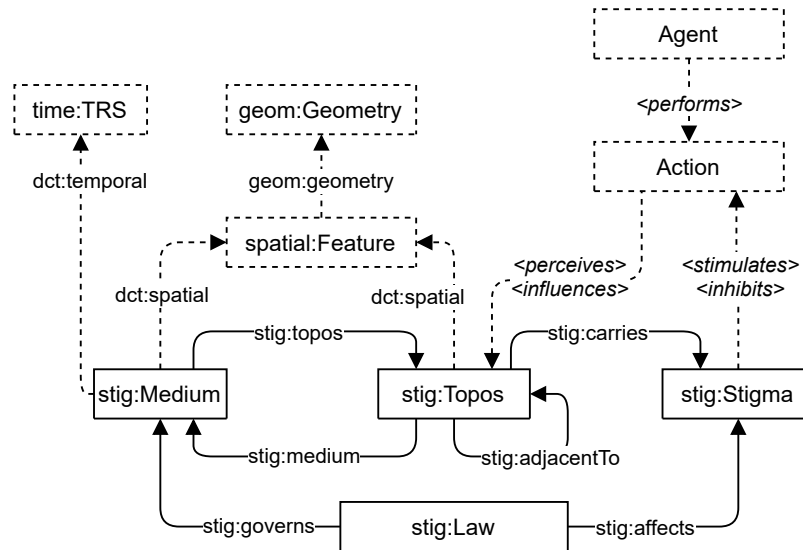 Agent
time:TRS
geom:Geometry
<performs>
Action
dct:temporal
geom:geometry
spatial:Feature
<perceives>
<influences>
<stimulates>
<inhibits>
dct:spatial
dct:spatial
stig:topos
stig:carries
stig:Medium
stig:Topos
stig:Stigma
stig:medium
stig:adjacentTo
stig:governs
stig:Law
stig:affects